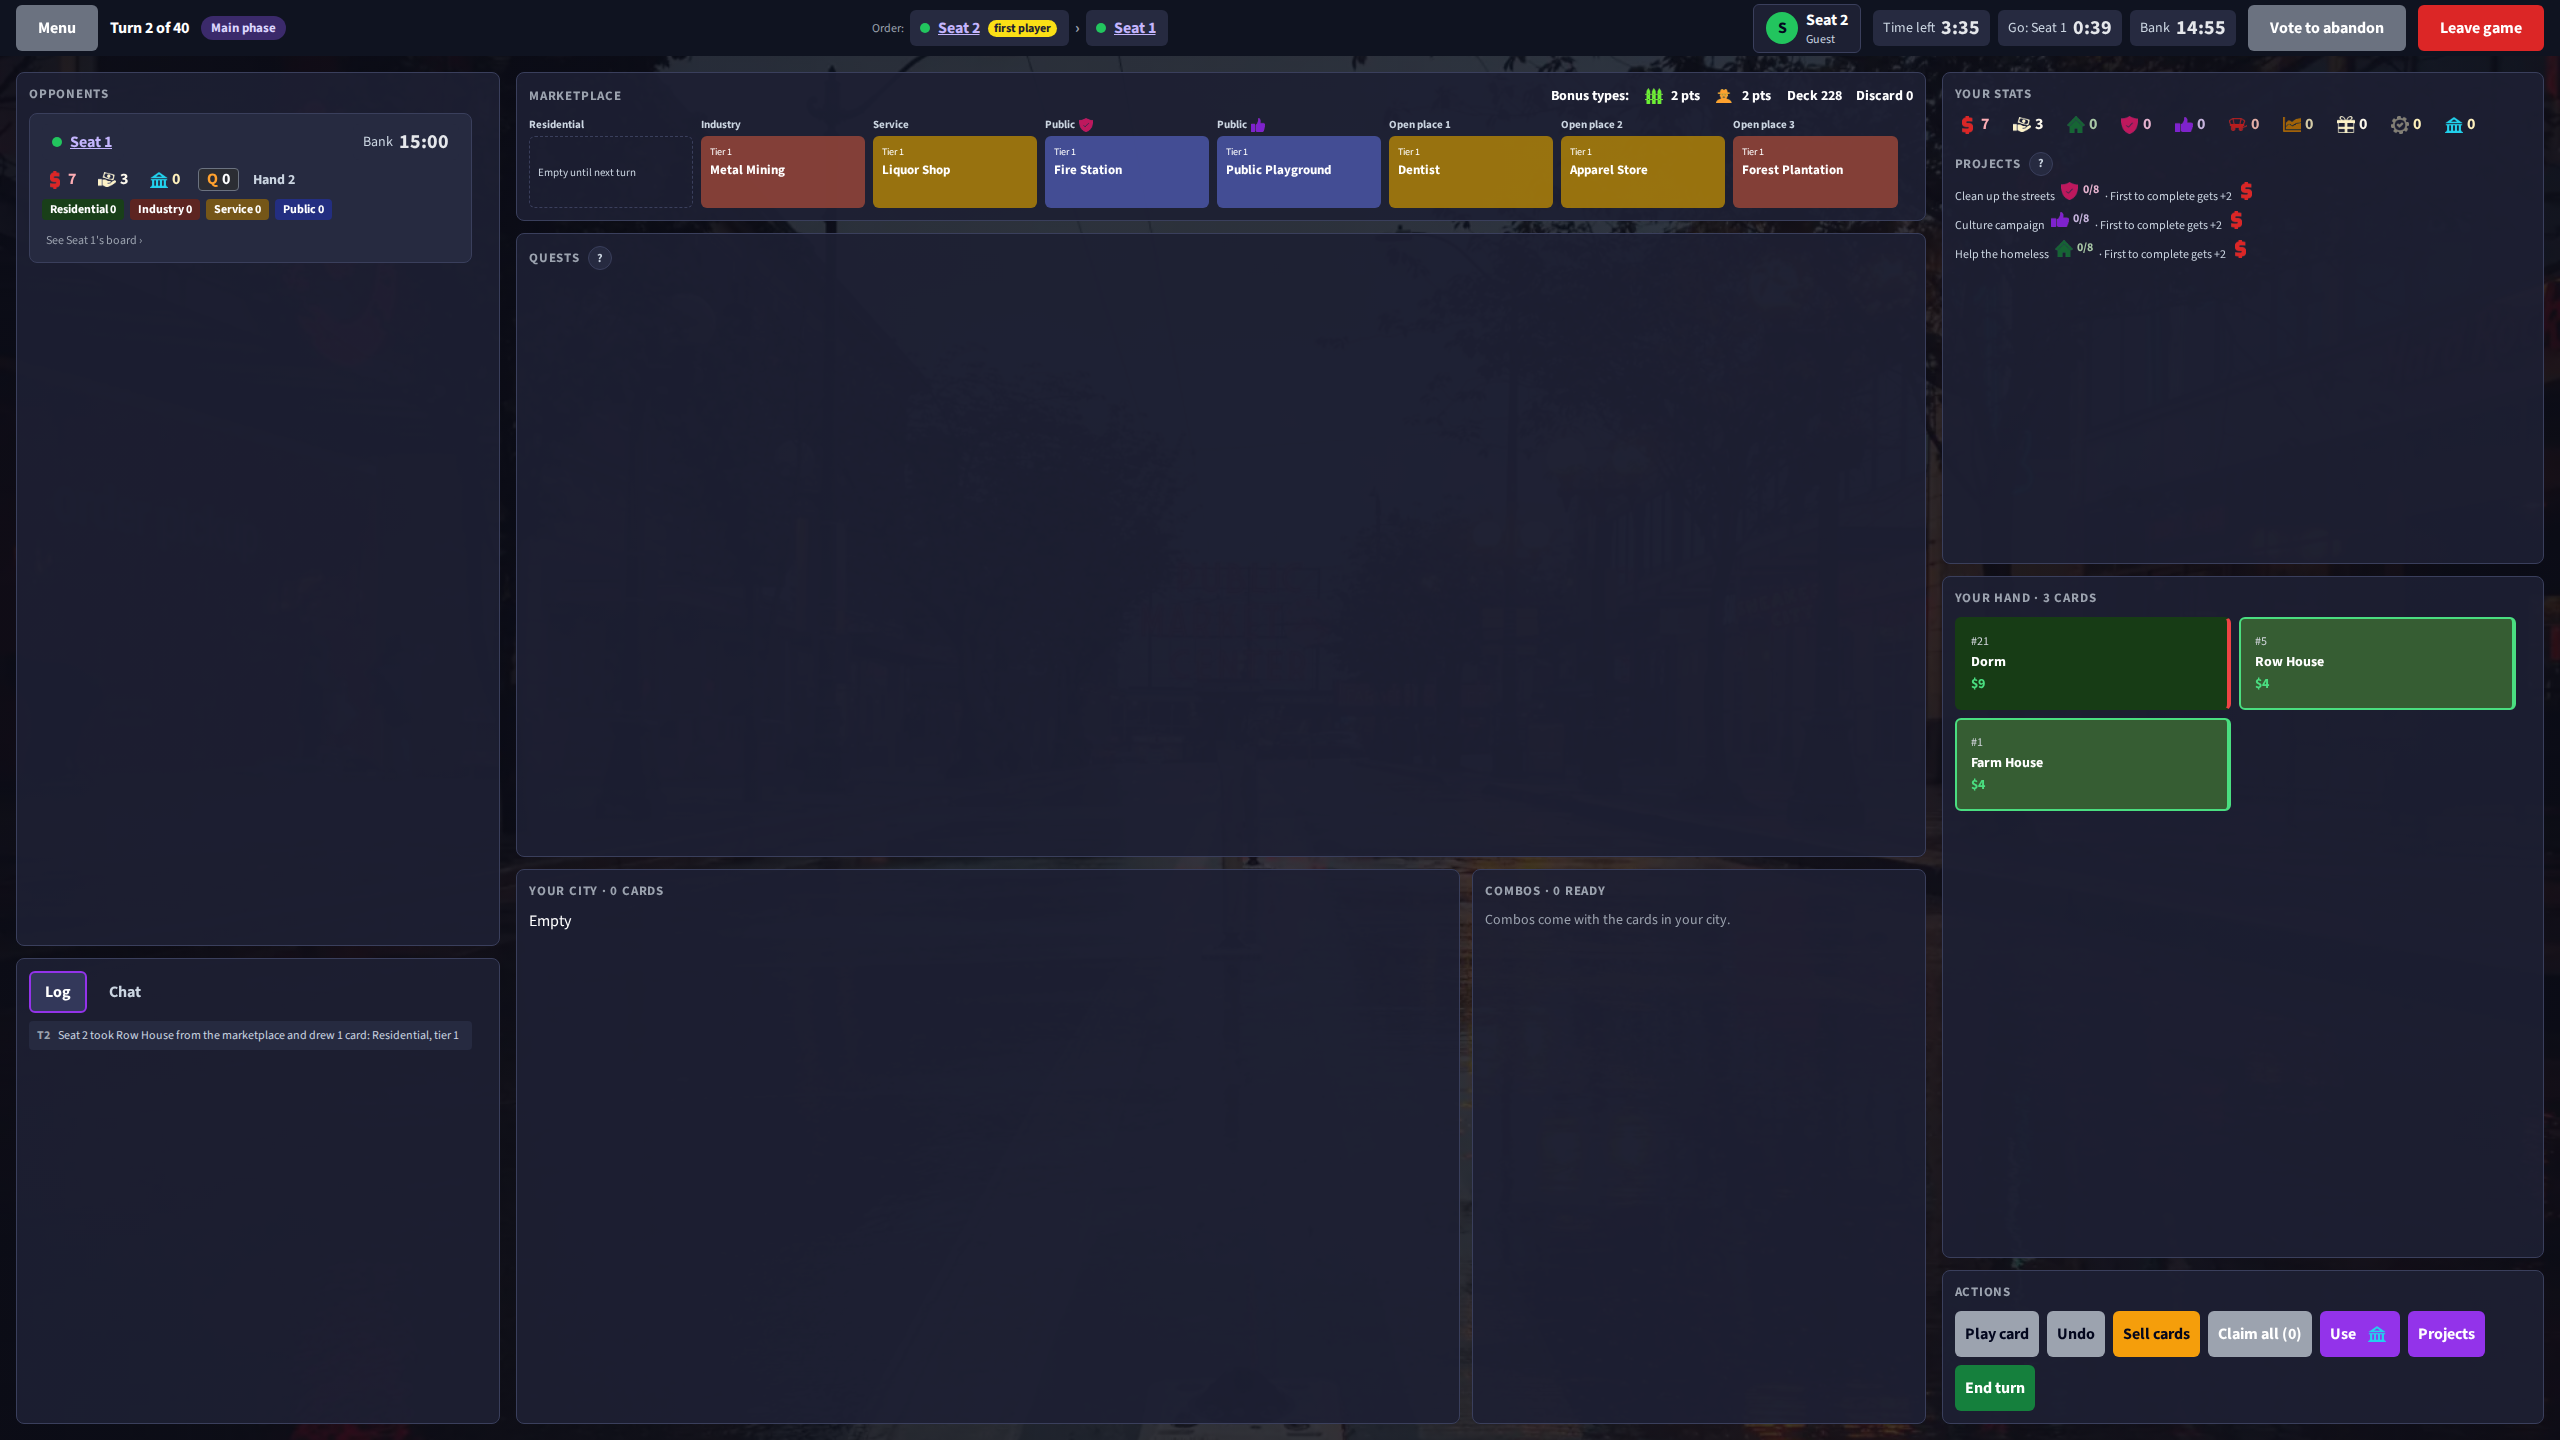 Menu
Turn 2 of 40
Main phase
Order:
Seat 2 first player › Seat 1
S
Seat 2
Guest
Time left 3:35
Go: Seat 1 0:39
Bank 14:55
Vote to abandon
Leave game
OPPONENTS
Seat 1
Bank 15:00
7 3 0 Q 0 Hand 2
Residential 0 Industry 0 Service 0 Public 0
See Seat 1's board ›
Log
Chat
T2 Seat 2 took Row House from the marketplace and drew 1 card: Residential, tier 1
MARKETPLACE
Bonus types: 2 pts 2 pts Deck 228 Discard 0
Residential
Empty until next turn
Industry
Tier 1
Metal Mining
Service
Tier 1
Liquor Shop
Public
Tier 1
Fire Station
Public
Tier 1
Public Playground
Open place 1
Tier 1
Dentist
Open place 2
Tier 1
Apparel Store
Open place 3
Tier 1
Forest Plantation
QUESTS ?
YOUR CITY · 0 CARDS
Empty
COMBOS · 0 READY
Combos come with the cards in your city.
YOUR STATS
7 3 0 0 0 0 0 0 0 0
PROJECTS ?
Clean up the streets 0/8 · First to complete gets +2
Culture campaign 0/8 · First to complete gets +2
Help the homeless 0/8 · First to complete gets +2
YOUR HAND · 3 CARDS
#21
Dorm
$9
#5
Row House
$4
#1
Farm House
$4
ACTIONS
Play card
Undo
Sell cards
Claim all (0)
Use
Projects
End turn